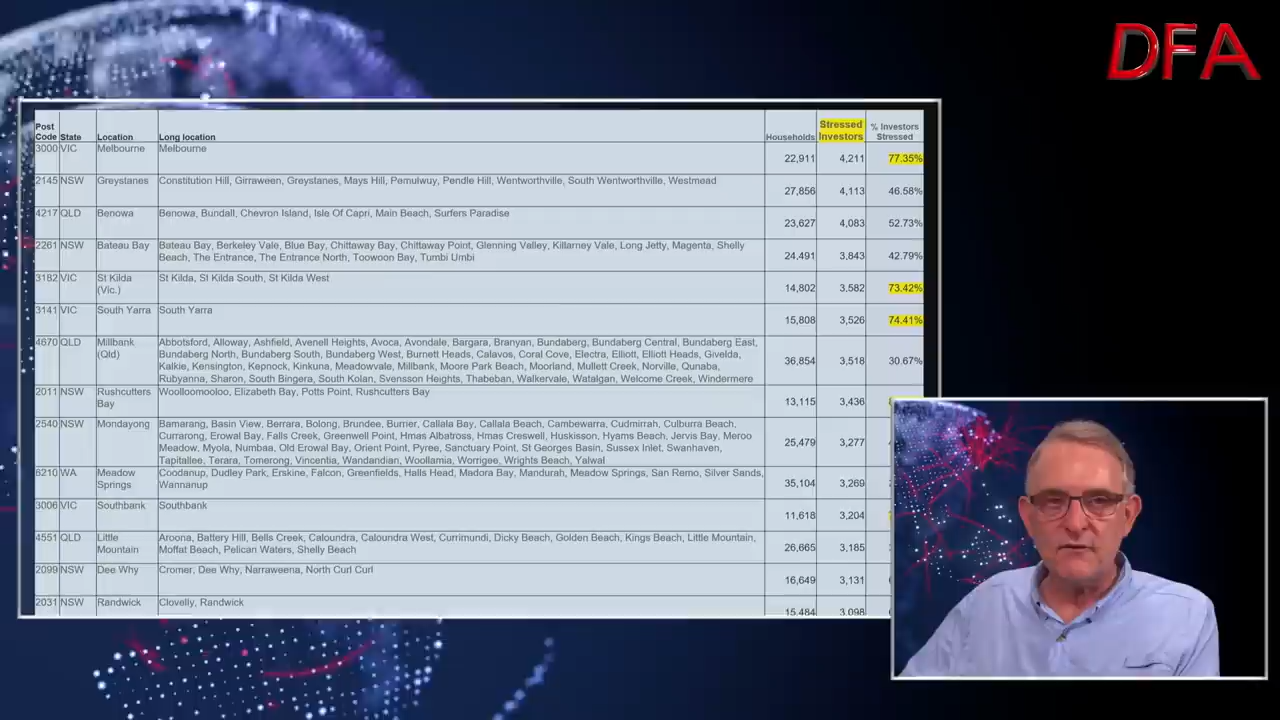 DFA
Post Code State Location Long location Households Stressed Investors % Investors Stressed
3000 VIC Melbourne Melbourne 22,911 4,211 77.35%
2145 NSW Greystanes Constitution Hill, Girraween, Greystanes, Mays Hill, Pemulwuy, Pendle Hill, Wentworthville, South Wentworthville, Westmead 27,856 4,113 46.58%
4217 QLD Benowa Benowa, Bundall, Chevron Island, Isle Of Capri, Main Beach, Surfers Paradise 23,627 4,083 52.73%
2261 NSW Bateau Bay Bateau Bay, Berkeley Vale, Blue Bay, Chittaway Bay, Chittaway Point, Glenning Valley, Killarney Vale, Long Jetty, Magenta, Shelly
Beach, The Entrance, The Entrance North, Toowoon Bay, Tumbi Umbi 24,491 3,843 42.79%
3182 VIC St Kilda (Vic.) St Kilda, St Kilda South, St Kilda West 14,802 3,582 73.42%
3141 VIC South Yarra South Yarra 15,808 3,526 74.41%
4670 QLD Millbank (Qld) Abbotsford, Alloway, Ashfield, Avenell Heights, Avoca, Avondale, Bargara, Branyan, Bundaberg, Bundaberg Central, Bundaberg East,
Bundaberg North, Bundaberg South, Bundaberg West, Burnett Heads, Calavos, Coral Cove, Electra, Elliott, Elliott Heads, Givelda,
Kalkie, Kensington, Kepnock, Kinkuna, Meadowvale, Millbank, Moore Park Beach, Moorland, Mullett Creek, Norville, Qunaba,
Rubyanna, Sharon, South Bingera, South Kolan, Svensson Heights, Thabeban, Walkervale, Watalgan, Welcome Creek, Windermere 36,854 3,518 30.67%
2011 NSW Rushcutters Bay Woolloomooloo, Elizabeth Bay, Potts Point, Rushcutters Bay 13,115 3,436
2540 NSW Mondayong Bamarang, Basin View, Berrara, Bolong, Brundee, Burrier, Callala Bay, Callala Beach, Cambewarra, Cudmirrah, Culburra Beach,
Currarong, Erowal Bay, Falls Creek, Greenwell Point, Hmas Albatross, Hmas Creswell, Huskisson, Hyams Beach, Jervis Bay, Meroo
Meadow, Myola, Numbaa, Old Erowal Bay, Orient Point, Pyree, Sanctuary Point, St Georges Basin, Sussex Inlet, Swanhaven,
Tapitallee, Terara, Tomerong, Vincentia, Wandandian, Woollamia, Worrigee, Wrights Beach, Yalwal 25,479 3,277
6210 WA Meadow Springs Coodanup, Dudley Park, Erskine, Falcon, Greenfields, Halls Head, Madora Bay, Mandurah, Meadow Springs, San Remo, Silver Sands,
Wannanup 35,104 3,269
3006 VIC Southbank Southbank 11,618 3,204
4551 QLD Little Mountain Aroona, Battery Hill, Bells Creek, Caloundra, Caloundra West, Currimundi, Dicky Beach, Golden Beach, Kings Beach, Little Mountain,
Moffat Beach, Pelican Waters, Shelly Beach 26,665 3,185
2099 NSW Dee Why Cromer, Dee Why, Narraweena, North Curl Curl 16,649 3,131
2031 NSW Randwick Clovelly, Randwick 15,484 3,098